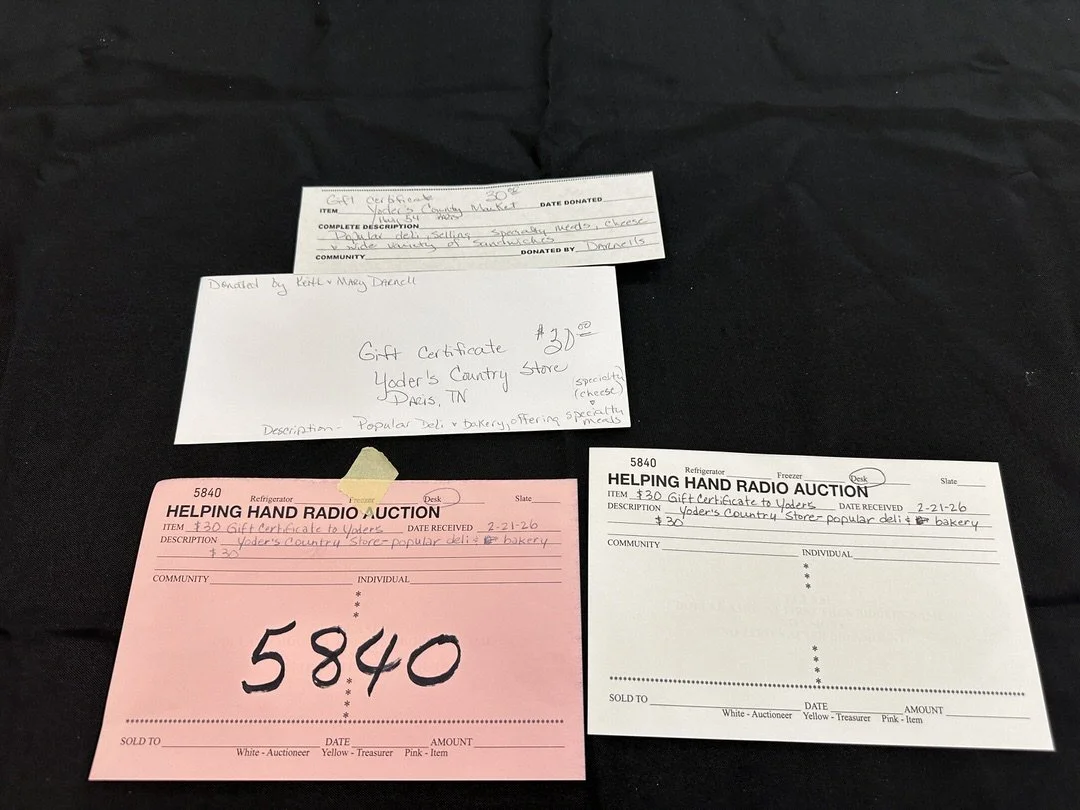 Gift Certificate 30 00
ITEM Yoder's County Market DATE DONATED
Hwy 54 Paris
COMPLETE DESCRIPTION
Popular deli, selling specialty meats, cheese
& wide variety of sandwiches
COMMUNITY DONATED BY Darnells
Donated by Keith & Mary Darnell
Gift Certificate $30.00
Yoder's Country Store
Paris, TN
(specialty
(cheese)
&
Description - Popular Deli & bakery, offering specialty
meats
5840
Refrigerator Freezer Desk Slate
HELPING HAND RADIO AUCTION
ITEM $30 Gift Certificate to Yoders DATE RECEIVED 2-21-26
DESCRIPTION Yoder's Country Store- popular deli & bakery
$30
COMMUNITY INDIVIDUAL
5840
SOLD TO DATE AMOUNT
White - Auctioneer Yellow - Treasurer Pink - Item
5840
Refrigerator Freezer Desk Slate
HELPING HAND RADIO AUCTION
ITEM $30 Gift Certificate to Yoders DATE RECEIVED 2-21-26
DESCRIPTION Yoder's Country Store- popular deli & bakery
$30
COMMUNITY INDIVIDUAL
SOLD TO DATE AMOUNT
White - Auctioneer Yellow - Treasurer Pink - Item